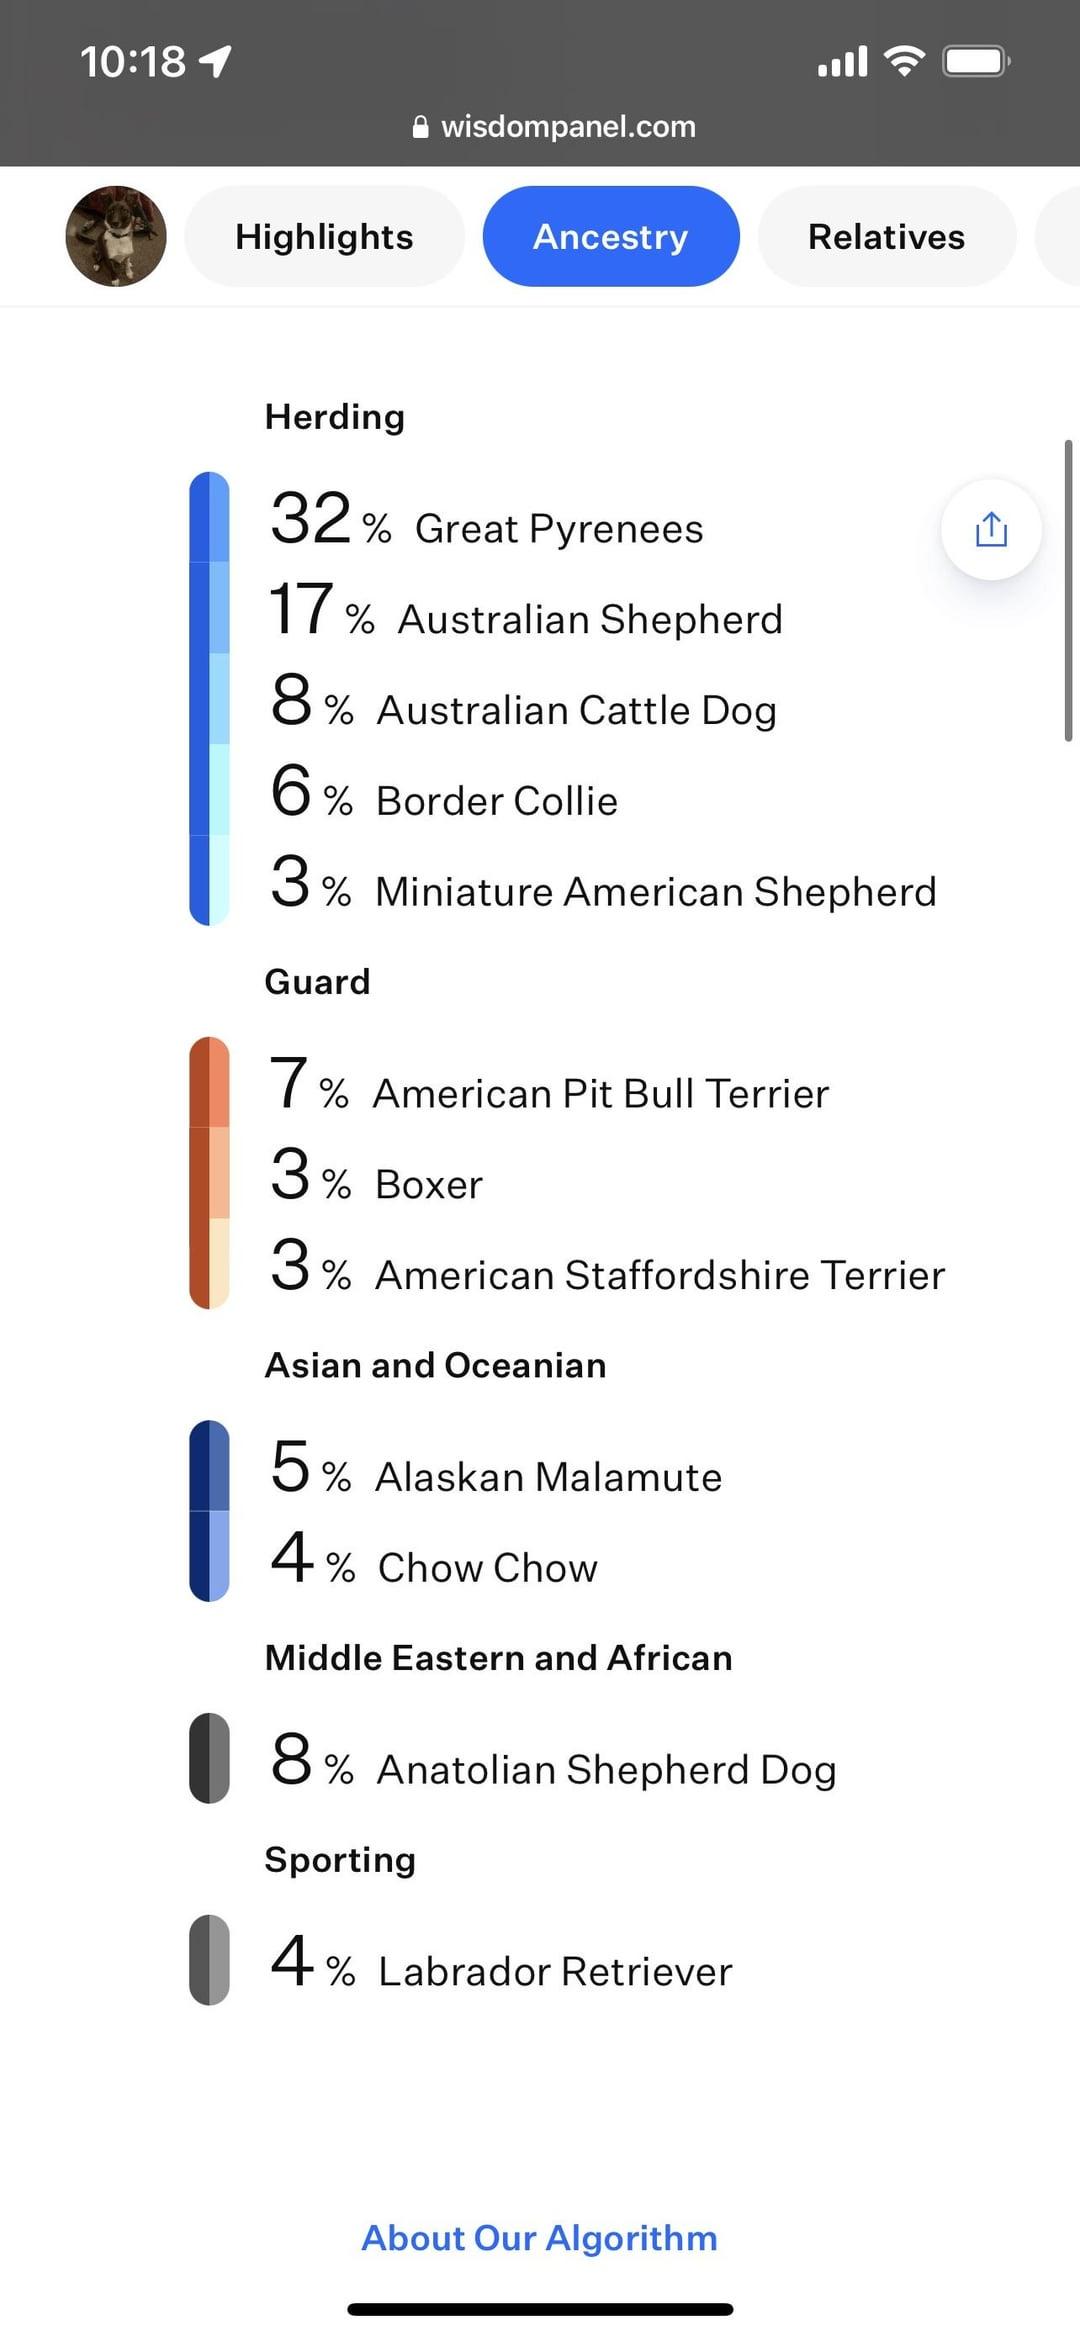 10:18
wisdompanel.com
Highlights
Ancestry
Relatives
Herding
32 % Great Pyrenees
17 % Australian Shepherd
8 % Australian Cattle Dog
6 % Border Collie
3 % Miniature American Shepherd
Guard
7 % American Pit Bull Terrier
3 % Boxer
3 % American Staffordshire Terrier
Asian and Oceanian
5 % Alaskan Malamute
4 % Chow Chow
Middle Eastern and African
8 % Anatolian Shepherd Dog
Sporting
4 % Labrador Retriever
About Our Algorithm